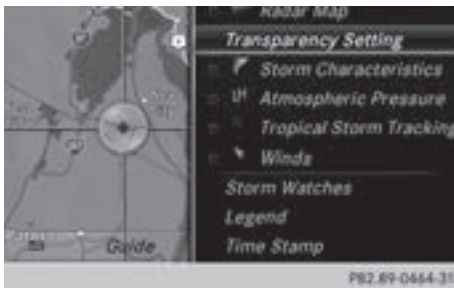 Radar Map
Transparency Setting
Storm Characteristics
Atmospheric Pressure
Tropical Storm Tracking
Winds
Storm Watches
Legend
Time Stamp
Guide
P82.89-0464-31